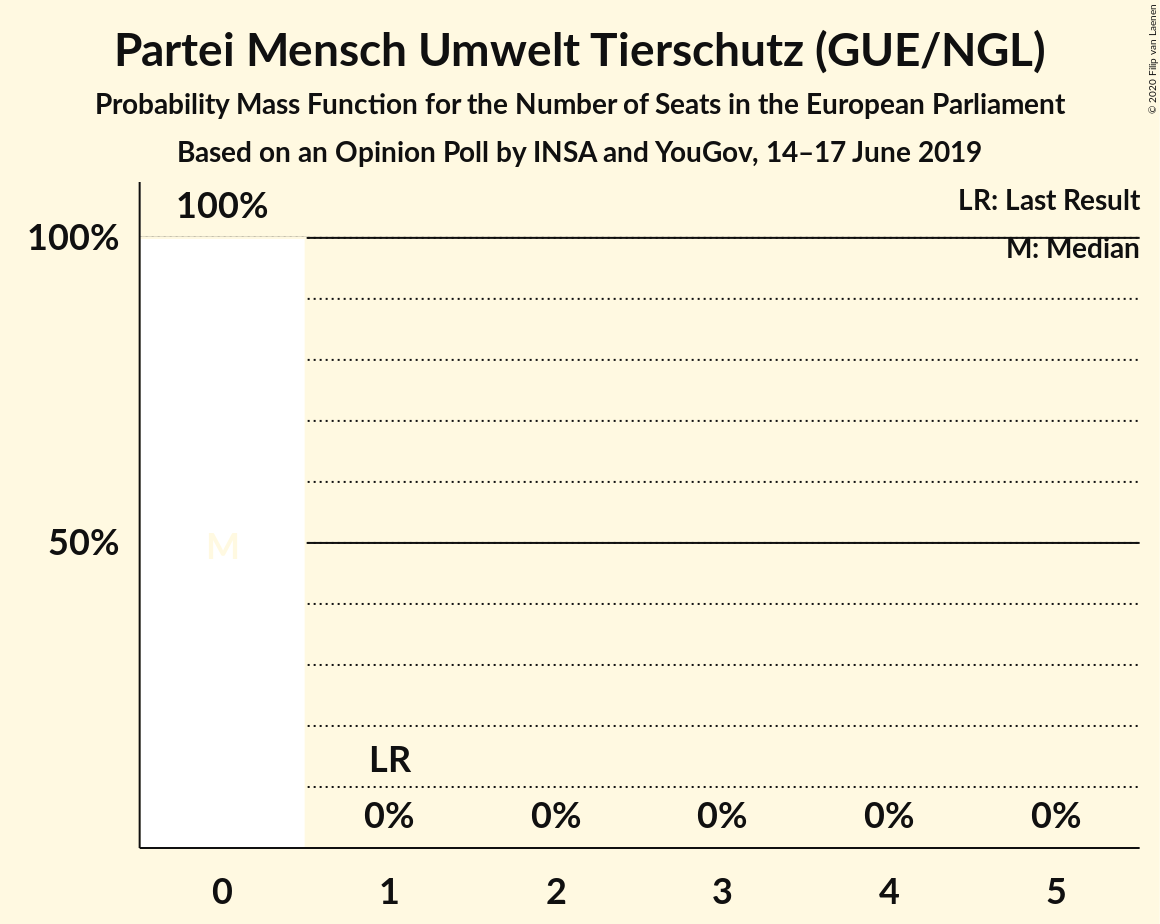 Partei Mensch Umwelt Tierschutz (GUE/NGL)
Probability Mass Function for the Number of Seats in the European Parliament
Based on an Opinion Poll by INSA and YouGov, 14–17 June 2019
© 2020 Filip van Laenen
LR: Last Result
M: Median
100%
100%
50%
M
LR
0% 0% 0% 0% 0%
0 1 2 3 4 5